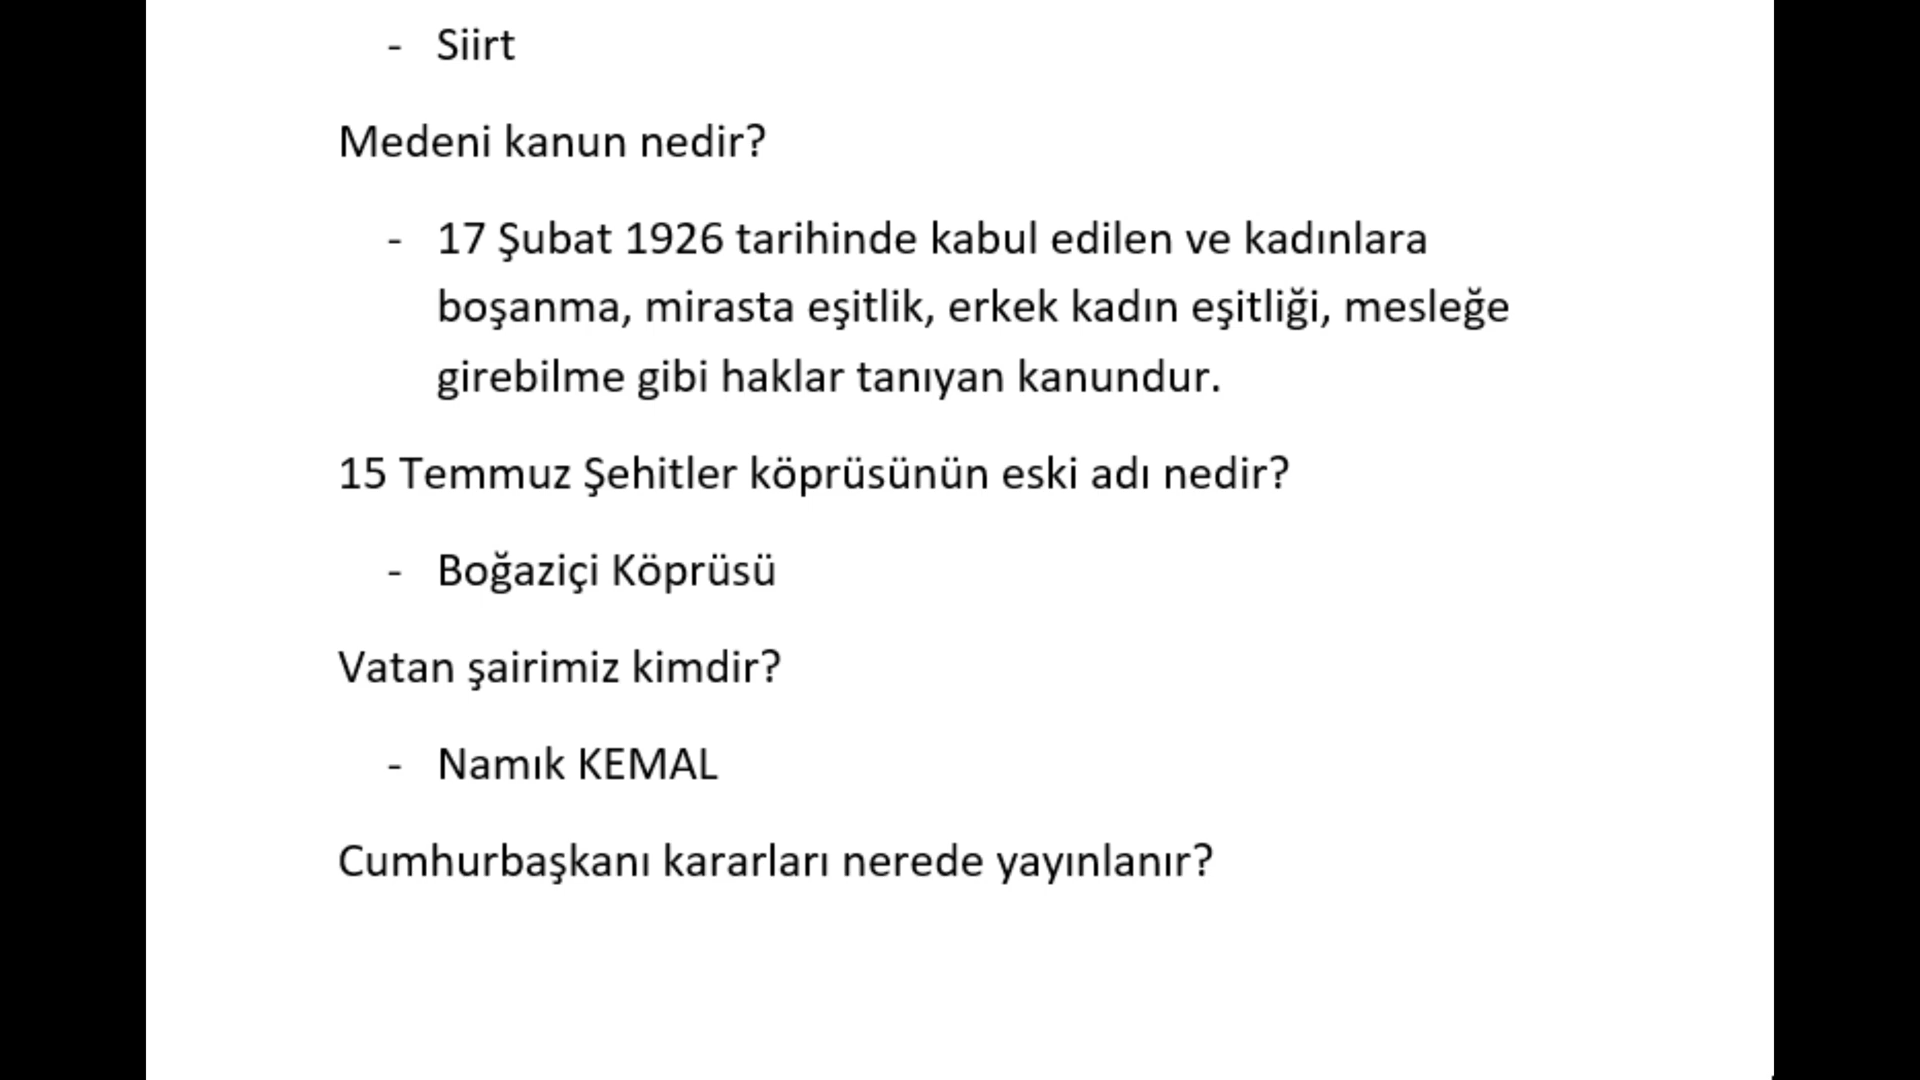 - Siirt
Medeni kanun nedir?
- 17 Şubat 1926 tarihinde kabul edilen ve kadınlara
boşanma, mirasta eşitlik, erkek kadın eşitliği, mesleğe
girebilme gibi haklar tanıyan kanundur.
15 Temmuz Şehitler köprüsünün eski adı nedir?
- Boğaziçi Köprüsü
Vatan şairimiz kimdir?
- Namık KEMAL
Cumhurbaşkanı kararları nerede yayınlanır?